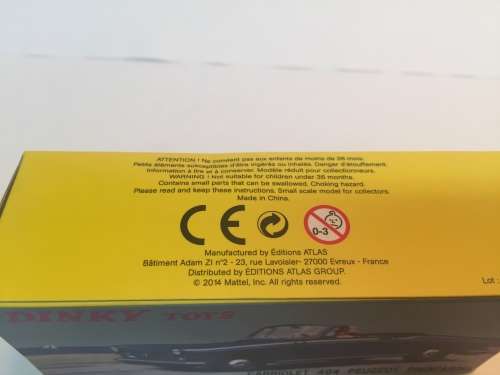 ATTENTION ! Ne convient pas aux enfants de moins de 36 mois.
Petits éléments susceptibles d'être ingérés ou inhalés. Danger d'étouffement.
Information à lire et à conserver. Modèle réduit pour collectionneurs.
WARNING ! Not suitable for children under 36 months.
Contains small parts that can be swallowed. Choking hazard.
Please read and keep these instructions. Small scale model for collectors.
Made in China.
CE
0-3
Manufactured by Éditions ATLAS
Bâtiment Adam ZI n°2 - 23, rue Lavoisier- 27000 Evreux - France
Distributed by ÉDITIONS ATLAS GROUP.
© 2014 Mattel, Inc. All rights reserved.
Lot :
DINKY TOYS
CABRIOLET 404 PEUGEOT